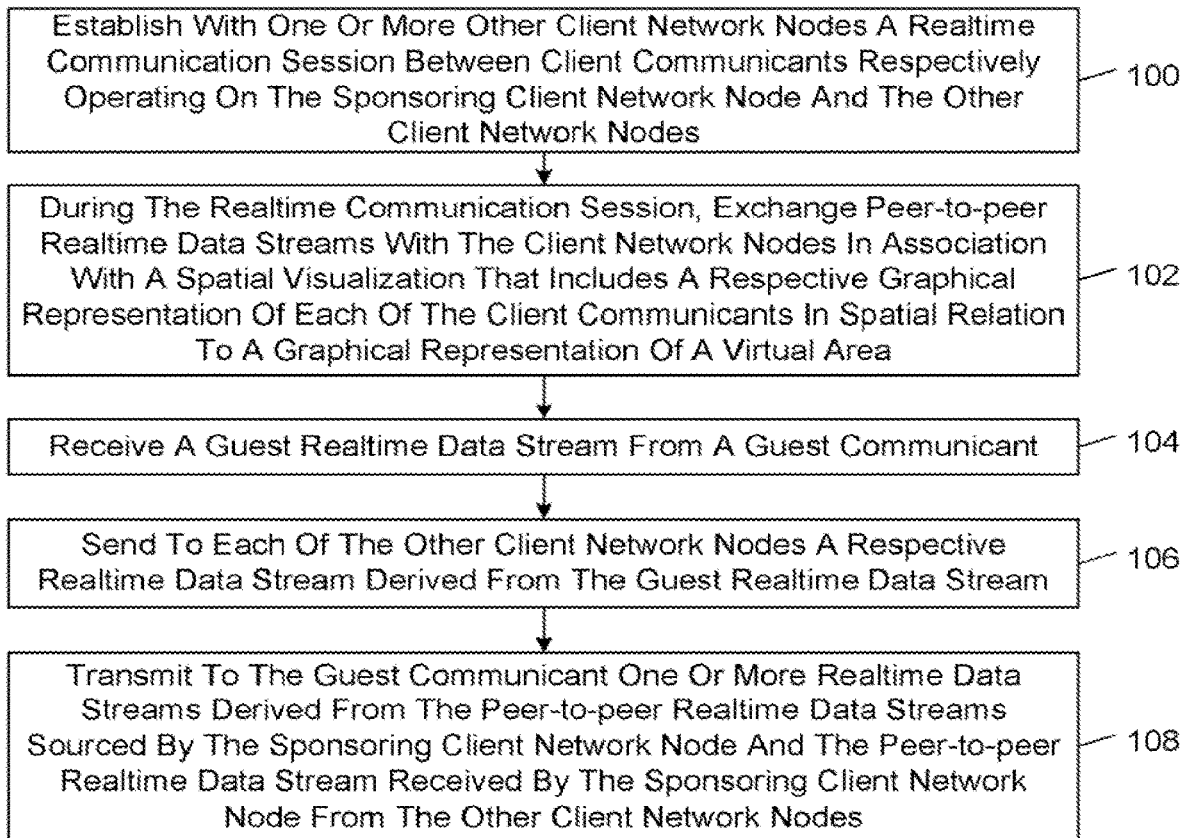 Establish With One Or More Other Client Network Nodes A Realtime
Communication Session Between Client Communicants Respectively
Operating On The Sponsoring Client Network Node And The Other
Client Network Nodes
100
During The Realtime Communication Session, Exchange Peer-to-peer
Realtime Data Streams With The Client Network Nodes In Association
With A Spatial Visualization That Includes A Respective Graphical
Representation Of Each Of The Client Communicants In Spatial Relation
To A Graphical Representation Of A Virtual Area
102
Receive A Guest Realtime Data Stream From A Guest Communicant
104
Send To Each Of The Other Client Network Nodes A Respective
Realtime Data Stream Derived From The Guest Realtime Data Stream
106
Transmit To The Guest Communicant One Or More Realtime Data
Streams Derived From The Peer-to-peer Realtime Data Streams
Sourced By The Sponsoring Client Network Node And The Peer-to-peer
Realtime Data Stream Received By The Sponsoring Client Network
Node From The Other Client Network Nodes
108